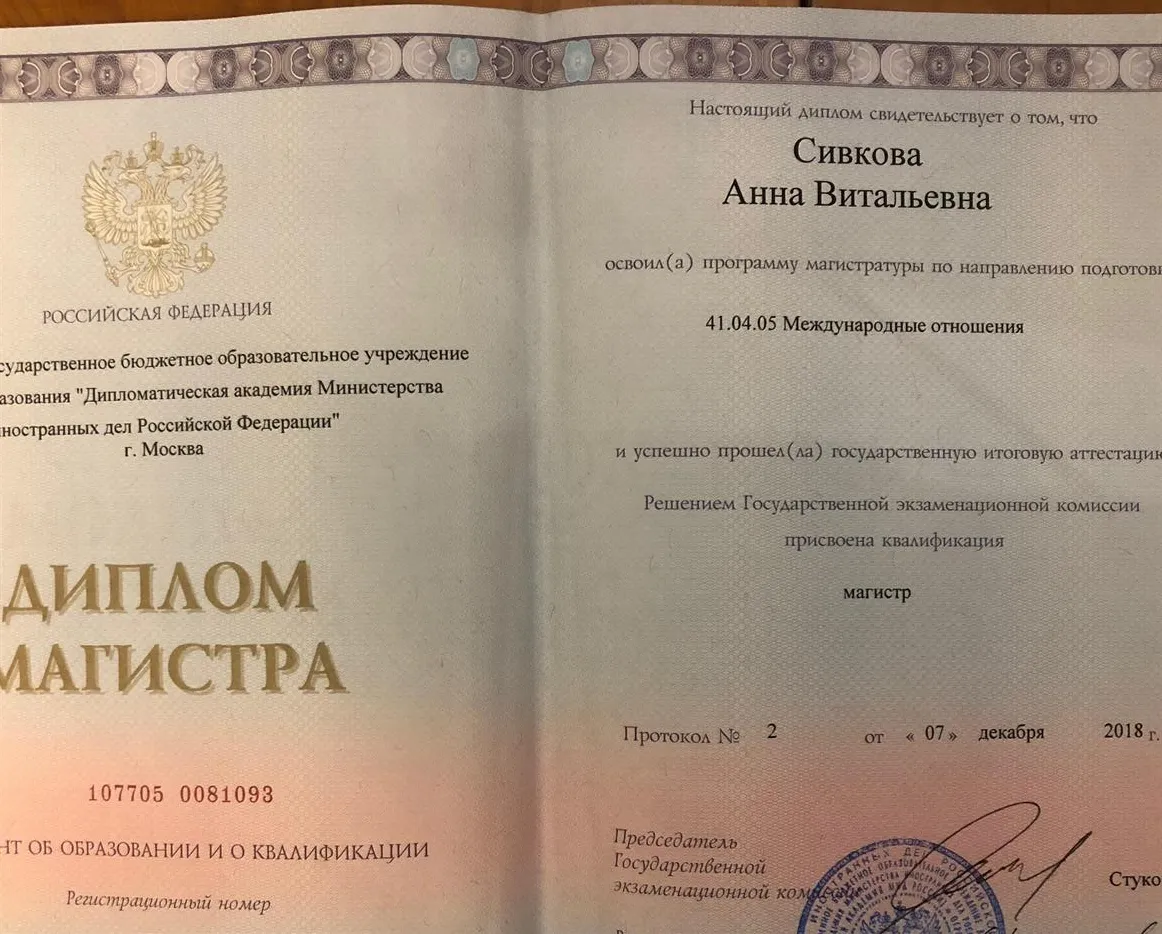 РОССИЙСКАЯ ФЕДЕРАЦИЯ
сударственное бюджетное образовательное учреждение
азования "Дипломатическая академия Министерства
ностранных дел Российской Федерации"
г. Москва
ДИПЛОМ
МАГИСТРА
107705 0081093
НТ ОБ ОБРАЗОВАНИИ И О КВАЛИФИКАЦИИ
Регистрационный номер
Настоящий диплом свидетельствует о том, что
Сивкова
Анна Витальевна
освоил(а) программу магистратуры по направлению подготовк
41.04.05 Международные отношения
и успешно прошел(ла) государственную итоговую аттестацию
Решением Государственной экзаменационной комиссии
присвоена квалификация
магистр
Протокол № 2 от « 07 » декабря 2018 г.
Председатель
Государственной
экзаменационной комиссии
Стуко